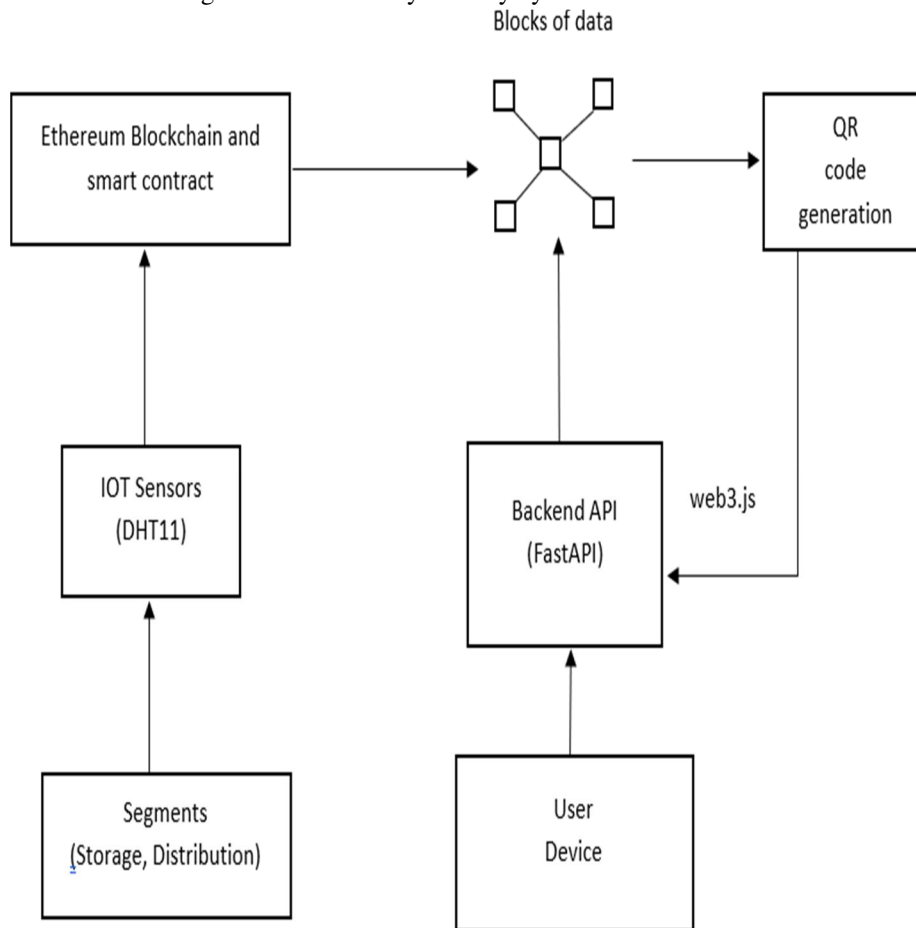 Blocks of data
Ethereum Blockchain and
smart contract
QR
code
generation
IOT Sensors
(DHT11)
Backend API
(FastAPI)
web3.js
Segments
(Storage, Distribution)
User
Device